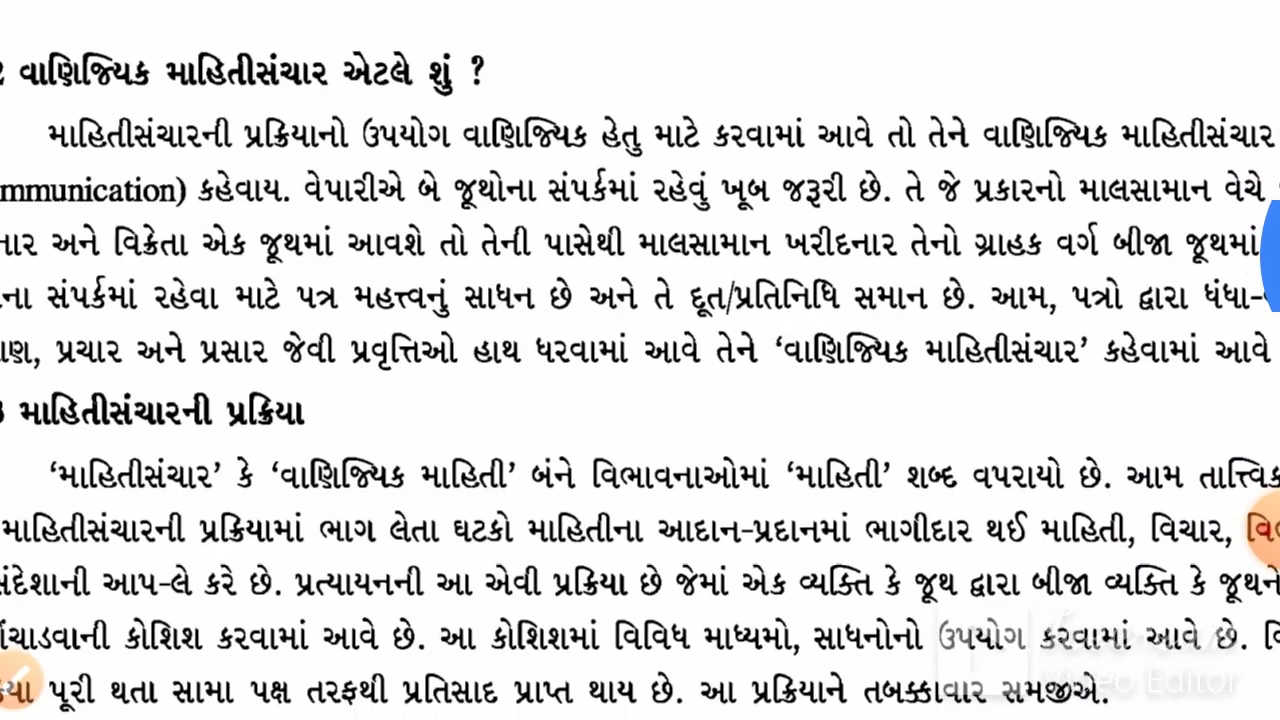 વાણિજ્યિક માહિતીસંચાર એટલે શું ?
માહિતીસંચારની પ્રક્રિયાનો ઉપયોગ વાણિજ્યિક હેતુ માટે કરવામાં આવે તો તેને વાણિજ્યિક માહિતીસંચાર
mmunication) કહેવાય. વેપારીએ બે જૂથોના સંપર્કમાં રહેવું ખૂબ જરૂરી છે. તે જે પ્રકારનો માલસામાન વેચે
નાર અને વિક્રેતા એક જૂથમાં આવશે તો તેની પાસેથી માલસામાન ખરીદનાર તેનો ગ્રાહક વર્ગ બીજા જૂથમાં
ના સંપર્કમાં રહેવા માટે પત્ર મહત્ત્વનું સાધન છે અને તે દૂત/પ્રતિનિધિ સમાન છે. આમ, પત્રો દ્વારા ધંધા-
ણ, પ્રચાર અને પ્રસાર જેવી પ્રવૃત્તિઓ હાથ ધરવામાં આવે તેને ‘વાણિજ્યિક માહિતીસંચાર’ કહેવામાં આવે
માહિતીસંચારની પ્રક્રિયા
‘માહિતીસંચાર’ કે ‘વાણિજ્યિક માહિતી’ બંને વિભાવનાઓમાં ‘માહિતી’ શબ્દ વપરાયો છે. આમ તાત્ત્વિક
માહિતીસંચારની પ્રક્રિયામાં ભાગ લેતા ઘટકો માહિતીના આદાન-પ્રદાનમાં ભાગીદાર થઈ માહિતી, વિચાર,
સંદેશાની આપ-લે કરે છે. પ્રત્યાયનની આ એવી પ્રક્રિયા છે જેમાં એક વ્યક્તિ કે જૂથ દ્વારા બીજા વ્યક્તિ કે જૂથને
ોંચાડવાની કોશિશ કરવામાં આવે છે. આ કોશિશમાં વિવિધ માધ્યમો, સાધનોનો ઉપયોગ કરવામાં આવે છે.
પૂરી થતા સામા પક્ષ તરફથી પ્રતિસાદ પ્રાપ્ત થાય છે. આ પ્રક્રિયાને તબક્કાવાર સમજીએ.
Video Editor